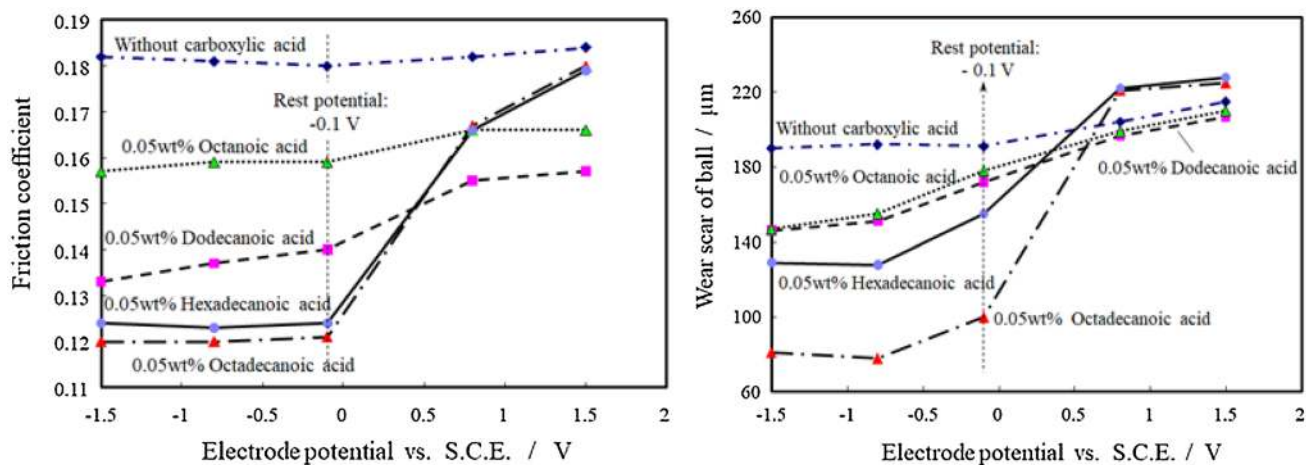 0.19
0.18
0.17
0.16
0.15
0.14
0.13
0.12
0.11
Friction coefficient
Without carboxylic acid
Rest potential:
-0.1 V
0.05wt% Octanoic acid
0.05wt% Dodecanoic acid
0.05wt% Hexadecanoic acid
0.05wt% Octadecanoic acid
-1.5 -1 -0.5 0 0.5 1 1.5 2
Electrode potential vs. S.C.E. / V
260
220
180
140
100
60
Wear scar of ball / μm
Rest potential:
- 0.1 V
Without carboxylic acid
0.05wt% Octanoic acid
0.05wt% Dodecanoic acid
0.05wt% Hexadecanoic acid
0.05wt% Octadecanoic acid
-1.5 -1 -0.5 0 0.5 1 1.5 2
Electrode potential vs. S.C.E. / V